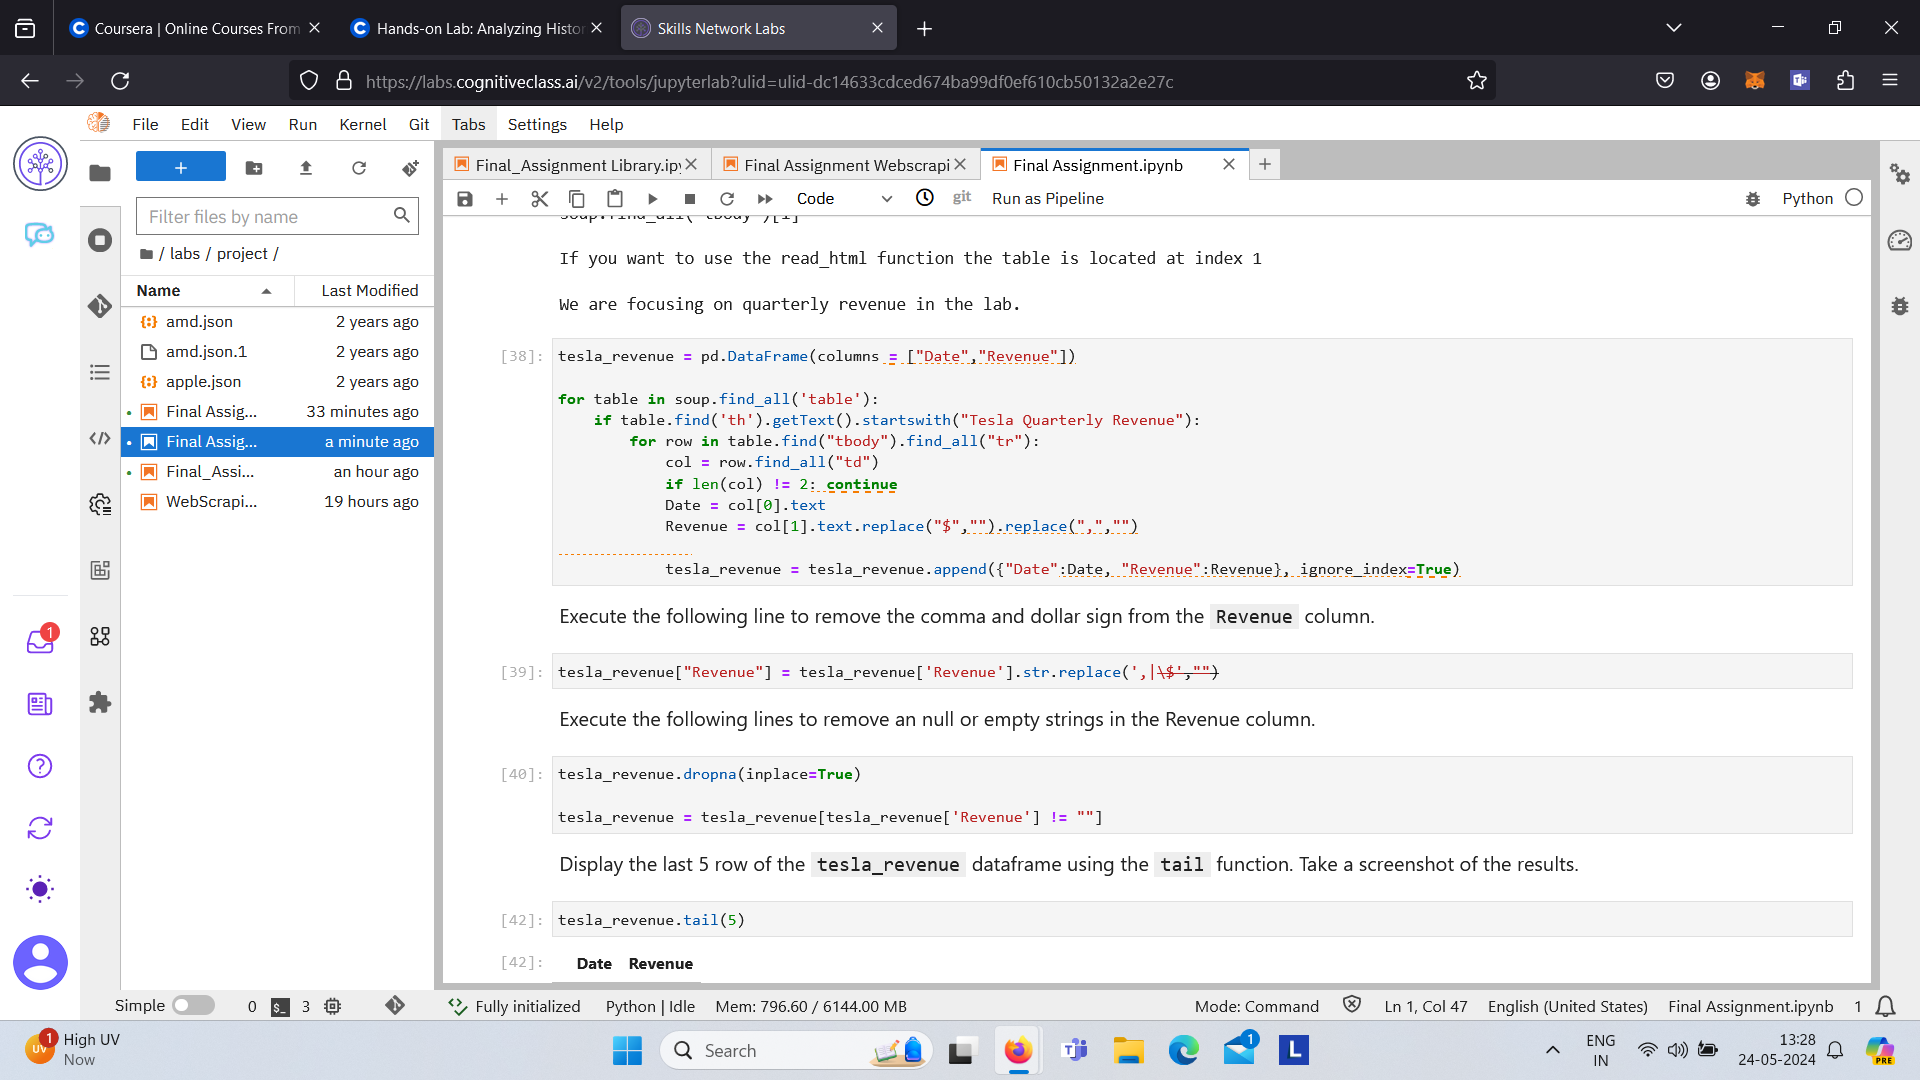 Coursera | Online Courses From
Hands-on Lab: Analyzing Histor
Skills Network Labs
https://labs.cognitiveclass.ai/v2/tools/jupyterlab?ulid=ulid-dc14633cdced674ba99df0ef610cb50132a2e27c
File Edit View Run Kernel Git Tabs Settings Help
Final_Assignment Library.ipy
Final Assignment Webscrapi
Final Assignment.ipynb
Code
git
Run as Pipeline
Python
Filter files by name
/ labs / project /
Name Last Modified
amd.json 2 years ago
amd.json.1 2 years ago
apple.json 2 years ago
Final Assig... 33 minutes ago
Final Assig... a minute ago
Final_Assi... an hour ago
WebScrapi... 19 hours ago
1
soup.find_all("tbody")[1]
If you want to use the read_html function the table is located at index 1
We are focusing on quarterly revenue in the lab.
[38]: tesla_revenue = pd.DataFrame(columns = ["Date","Revenue"])
for table in soup.find_all('table'):
if table.find('th').getText().startswith("Tesla Quarterly Revenue"):
for row in table.find("tbody").find_all("tr"):
col = row.find_all("td")
if len(col) != 2: continue
Date = col[0].text
Revenue = col[1].text.replace("$","").replace(",","")
tesla_revenue = tesla_revenue.append({"Date":Date, "Revenue":Revenue}, ignore_index=True)
Execute the following line to remove the comma and dollar sign from the Revenue column.
[39]: tesla_revenue["Revenue"] = tesla_revenue['Revenue'].str.replace(',|\$',"")
Execute the following lines to remove an null or empty strings in the Revenue column.
[40]: tesla_revenue.dropna(inplace=True)
tesla_revenue = tesla_revenue[tesla_revenue['Revenue'] != ""]
Display the last 5 row of the tesla_revenue dataframe using the tail function. Take a screenshot of the results.
[42]: tesla_revenue.tail(5)
[42]: Date Revenue
Simple 0 3 Fully initialized Python | Idle Mem: 796.60 / 6144.00 MB Mode: Command Ln 1, Col 47 English (United States) Final Assignment.ipynb 1
1
UV
High UV
Now
Search
1
L
ENG
IN
13:28
24-05-2024
PRE